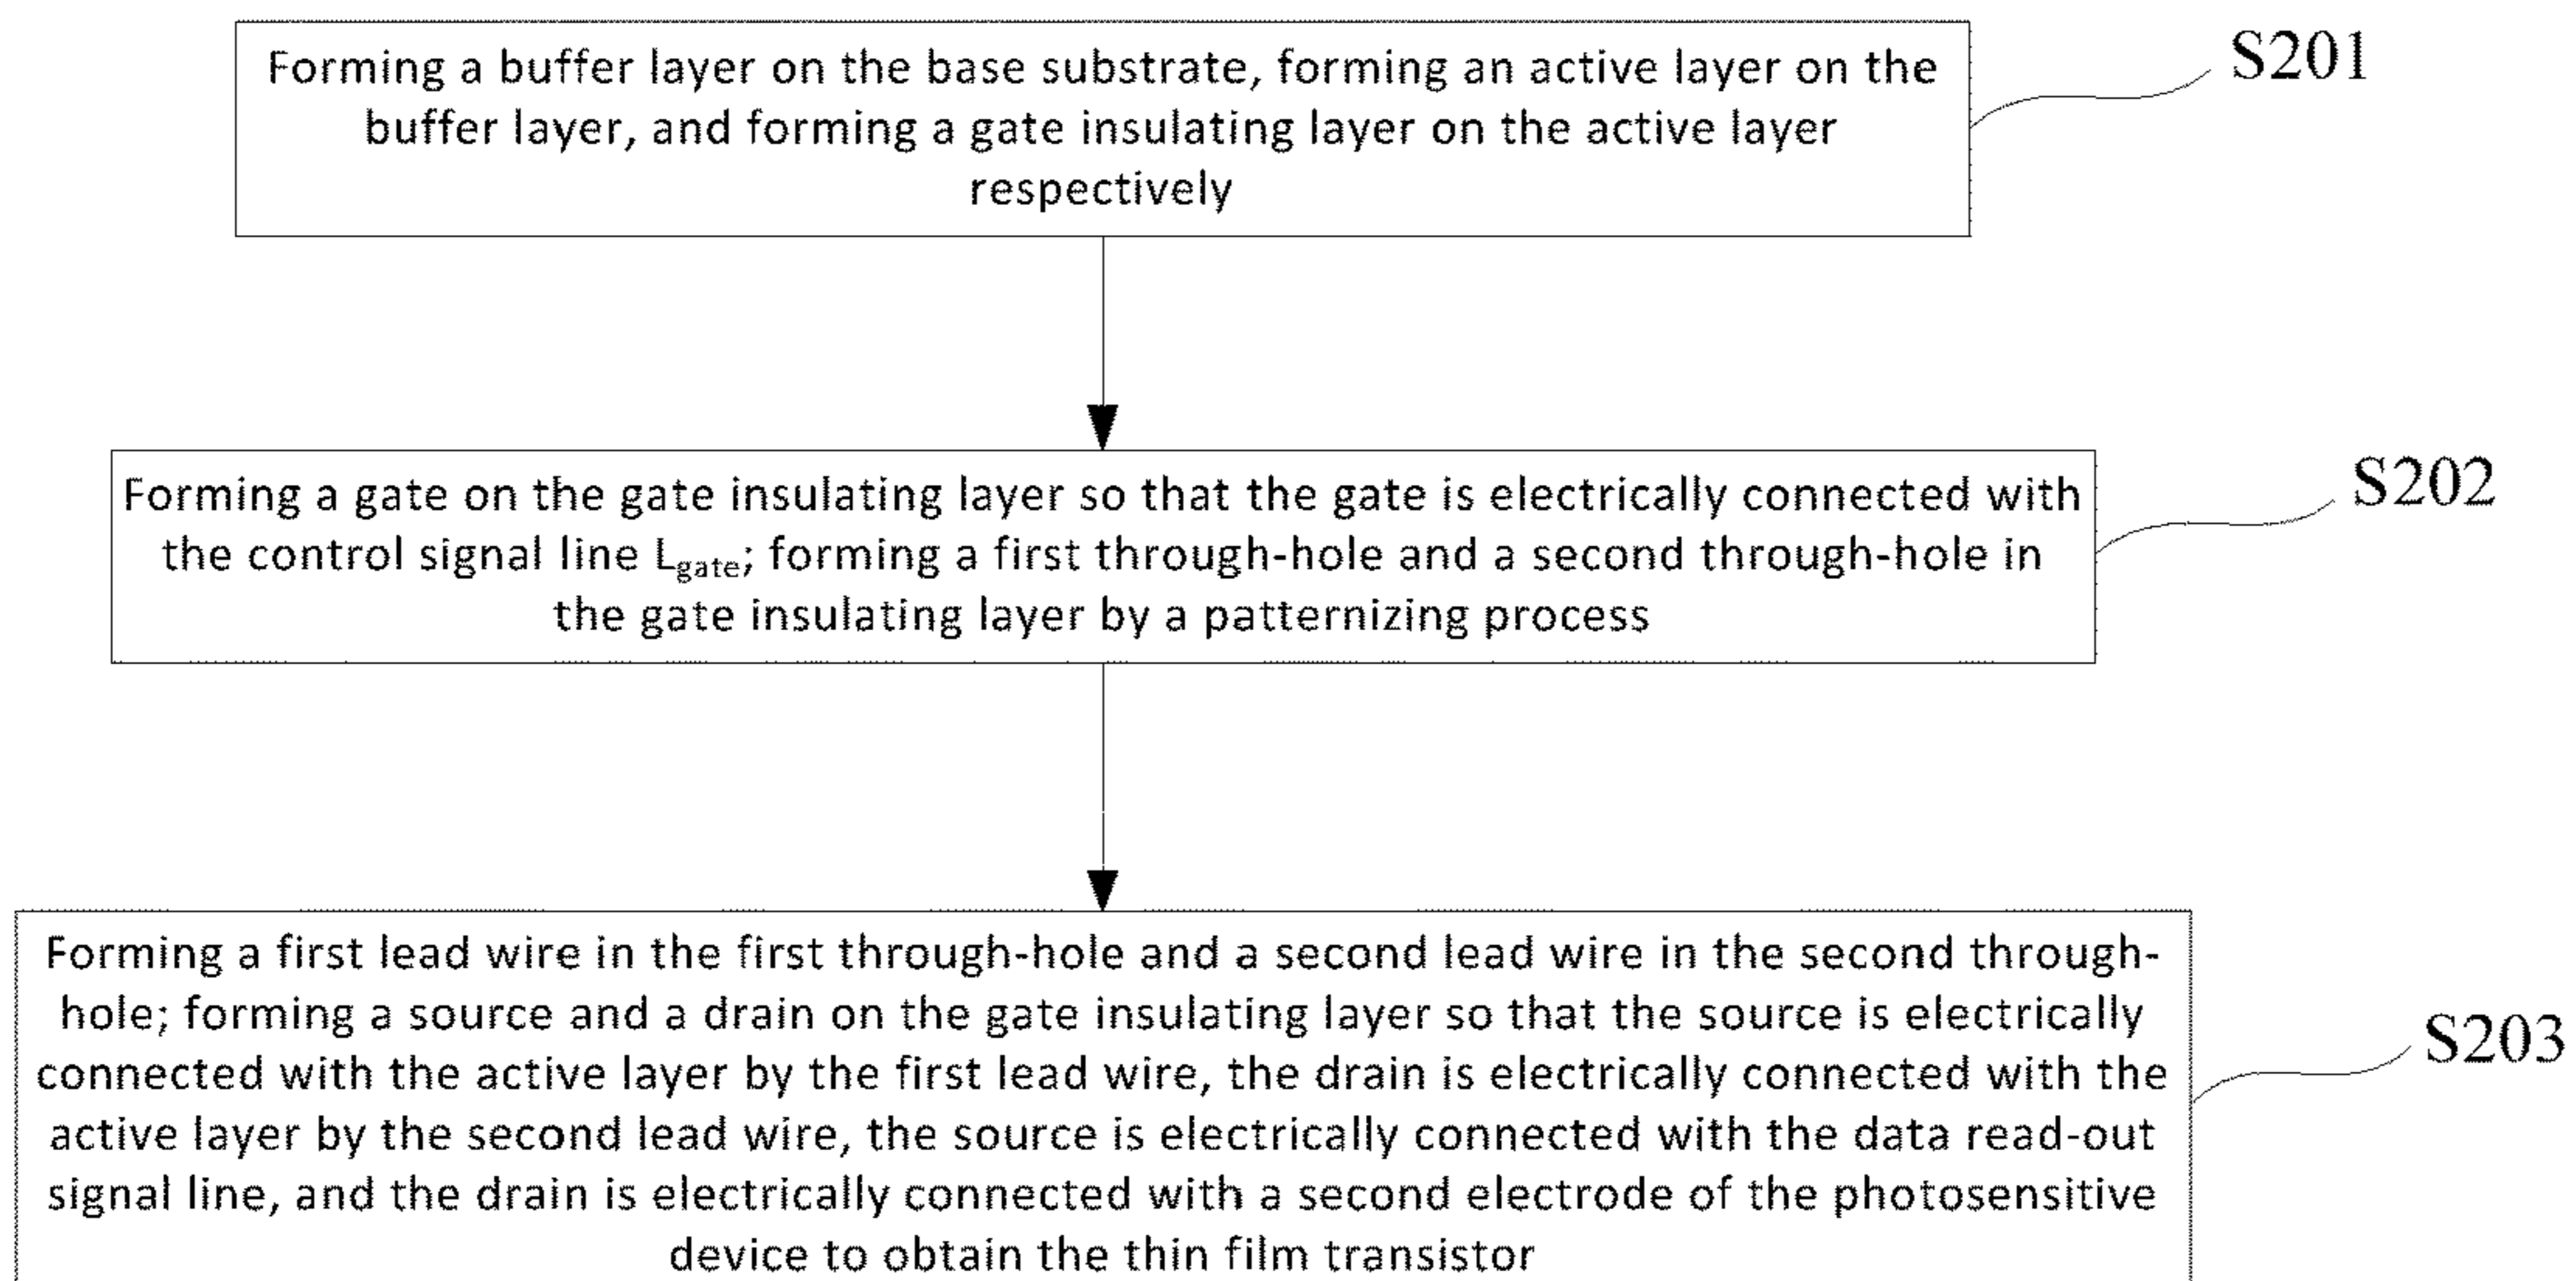 Forming a buffer layer on the base substrate, forming an active layer on the
buffer layer, and forming a gate insulating layer on the active layer
respectively
S201
Forming a gate on the gate insulating layer so that the gate is electrically connected with
the control signal line Lgate; forming a first through-hole and a second through-hole in
the gate insulating layer by a patternizing process
S202
Forming a first lead wire in the first through-hole and a second lead wire in the second through-
hole; forming a source and a drain on the gate insulating layer so that the source is electrically
connected with the active layer by the first lead wire, the drain is electrically connected with the
active layer by the second lead wire, the source is electrically connected with the data read-out
signal line, and the drain is electrically connected with a second electrode of the photosensitive
device to obtain the thin film transistor
S203